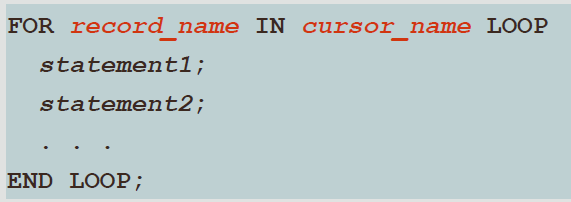 FOR record_name IN cursor_name LOOP
statement1;
statement2;
. . .
END LOOP;